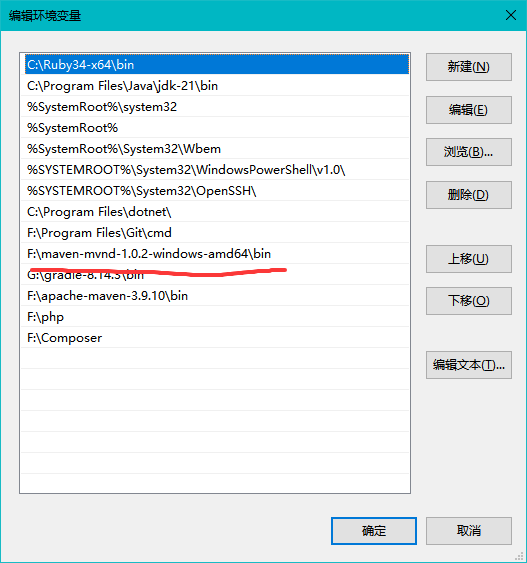 编辑环境变量
C:\Ruby34-x64\bin
C:\Program Files\Java\jdk-21\bin
%SystemRoot%\system32
%SystemRoot%
%SystemRoot%\System32\Wbem
%SYSTEMROOT%\System32\WindowsPowerShell\v1.0\
%SYSTEMROOT%\System32\OpenSSH\
C:\Program Files\dotnet\
F:\Program Files\Git\cmd
F:\maven-mvnd-1.0.2-windows-amd64\bin
G:\gradle-8.14.3\bin
F:\apache-maven-3.9.10\bin
F:\php
F:\Composer
新建(N)
编辑(E)
浏览(B)...
删除(D)
上移(U)
下移(O)
编辑文本(T)...
确定
取消